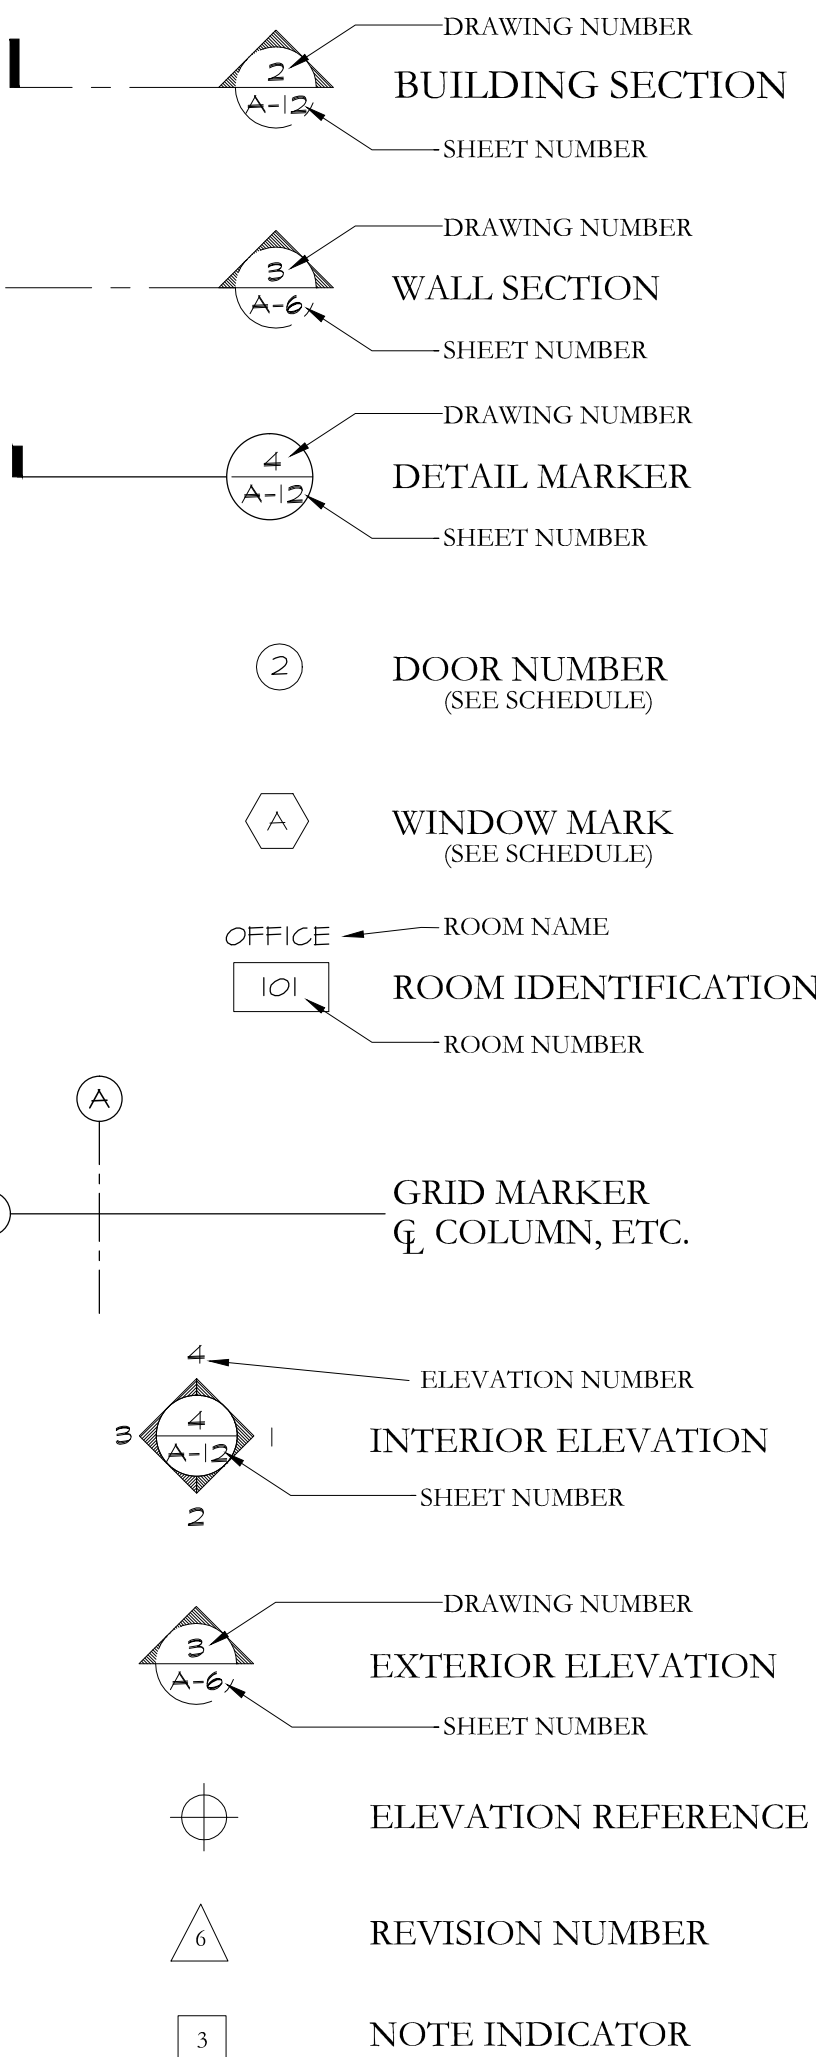 DRAWING NUMBER
2
BUILDING SECTION
A-12
SHEET NUMBER
DRAWING NUMBER
3
WALL SECTION
A-6
SHEET NUMBER
DRAWING NUMBER
4
DETAIL MARKER
A-12
SHEET NUMBER
2
DOOR NUMBER
(SEE SCHEDULE)
A
WINDOW MARK
(SEE SCHEDULE)
OFFICE
ROOM NAME
101
ROOM IDENTIFICATION
ROOM NUMBER
A
GRID MARKER
℄ COLUMN, ETC.
4
ELEVATION NUMBER
4
3
1
INTERIOR ELEVATION
A-12
SHEET NUMBER
2
DRAWING NUMBER
3
EXTERIOR ELEVATION
A-6
SHEET NUMBER
ELEVATION REFERENCE
6
REVISION NUMBER
3
NOTE INDICATOR